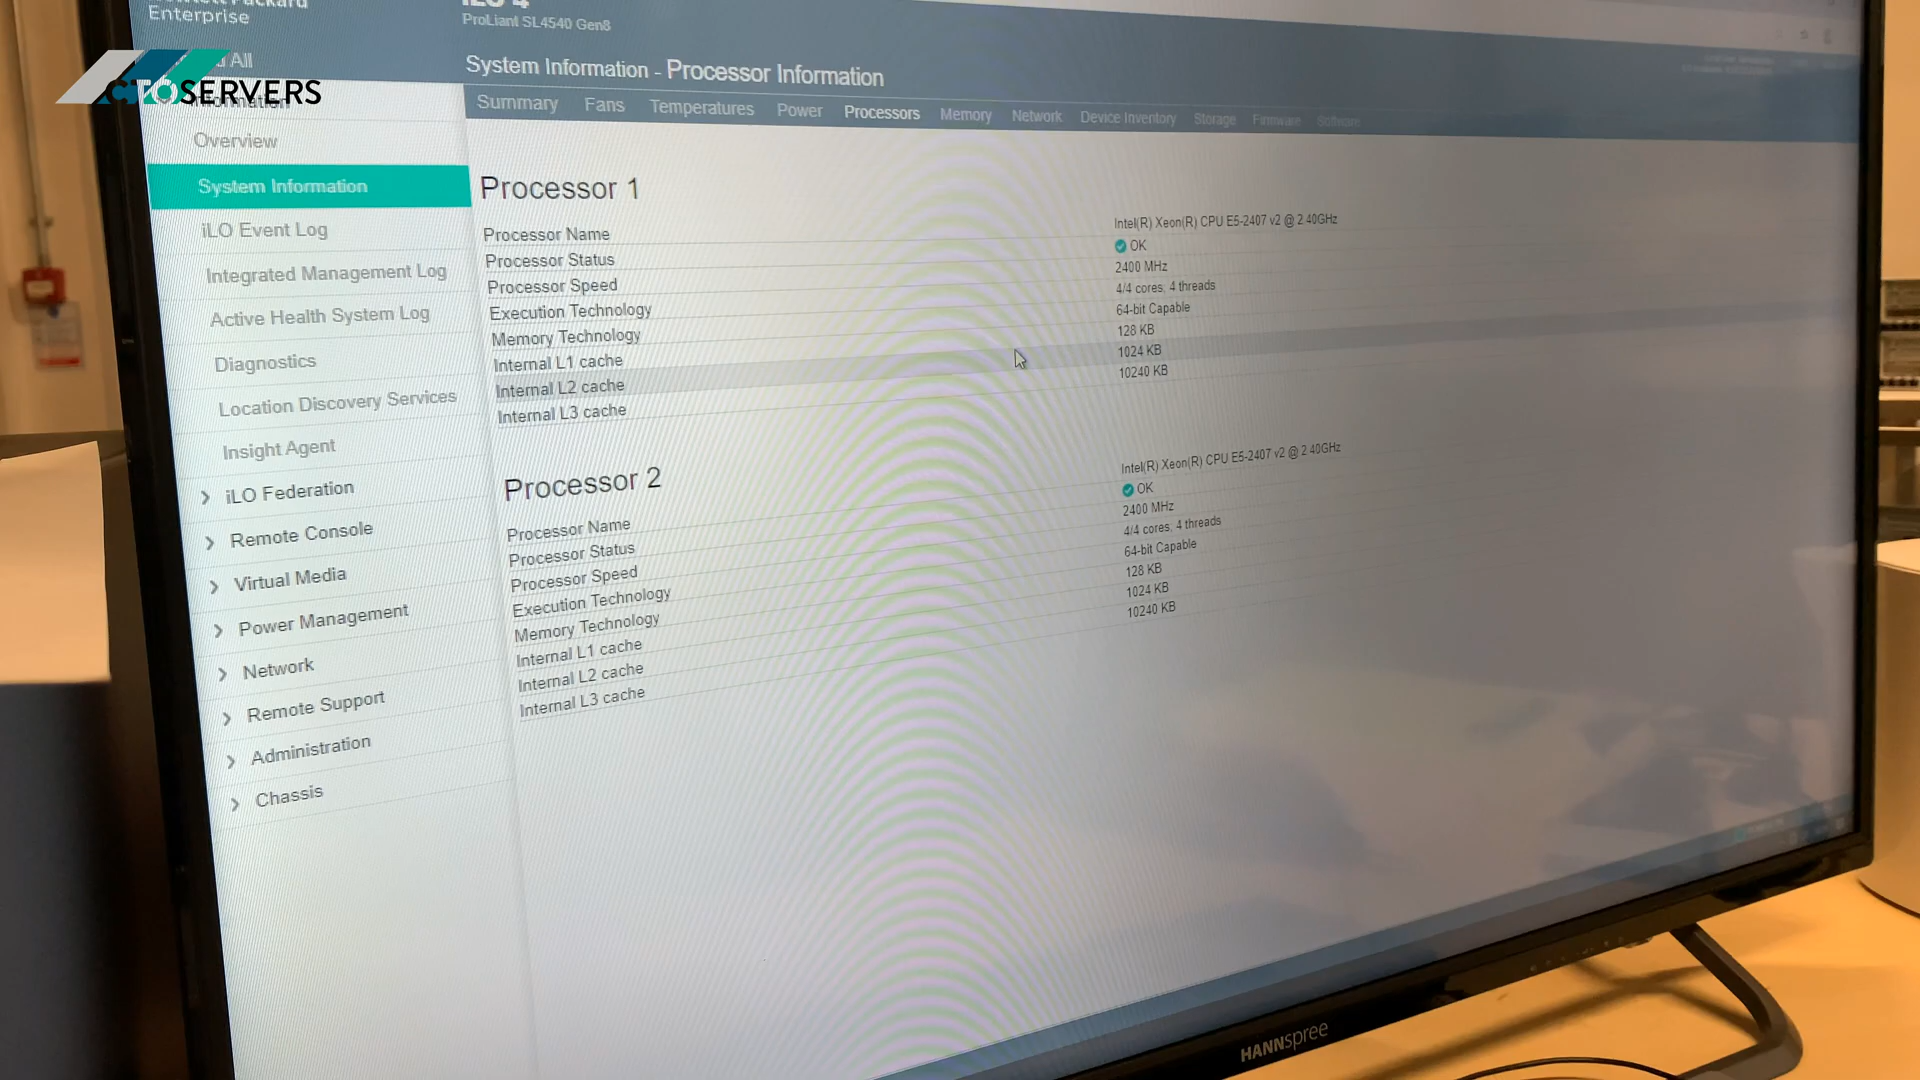 Enterprise
ProLiant SL4540 Gen8
All
CTOSERVERS
System Information - Processor Information
Summary Fans Temperatures Power Processors Memory Network Device Inventory Storage Firmware Software
Overview
System Information
iLO Event Log
Integrated Management Log
Active Health System Log
Diagnostics
Location Discovery Services
Insight Agent
iLO Federation
Remote Console
Virtual Media
Power Management
Network
Remote Support
Administration
Chassis
Processor 1
Processor Name Intel(R) Xeon(R) CPU E5-2407 v2 @ 2.40GHz
Processor Status OK
Processor Speed 2400 MHz
Execution Technology 4/4 cores; 4 threads
Memory Technology 64-bit Capable
Internal L1 cache 128 KB
Internal L2 cache 1024 KB
Internal L3 cache 10240 KB
Processor 2
Processor Name Intel(R) Xeon(R) CPU E5-2407 v2 @ 2.40GHz
Processor Status OK
Processor Speed 2400 MHz
Execution Technology 4/4 cores; 4 threads
Memory Technology 64-bit Capable
Internal L1 cache 128 KB
Internal L2 cache 1024 KB
Internal L3 cache 10240 KB
HANNspree